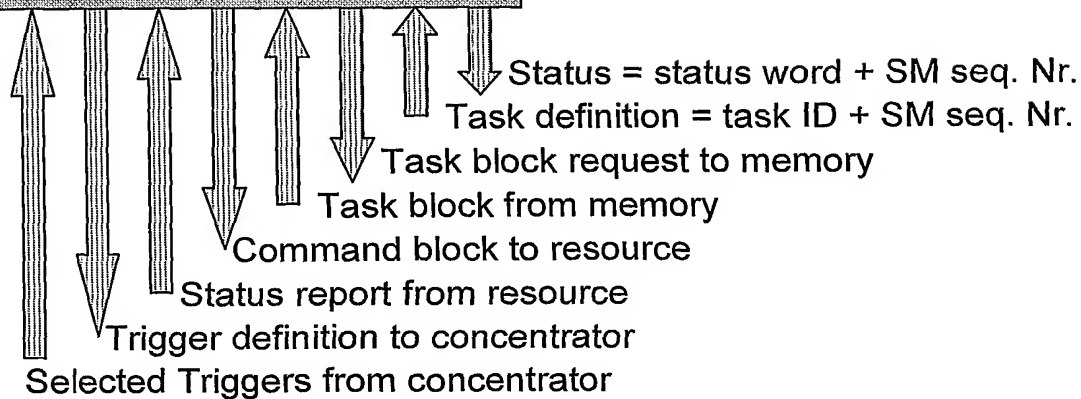 Status = status word + SM seq. Nr.
Task definition = task ID + SM seq. Nr.
Task block request to memory
Task block from memory
Command block to resource
Status report from resource
Trigger definition to concentrator
Selected Triggers from concentrator